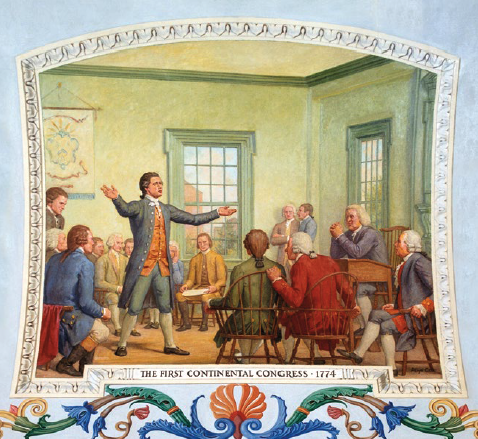 THE FIRST CONTINENTAL CONGRESS · 1774